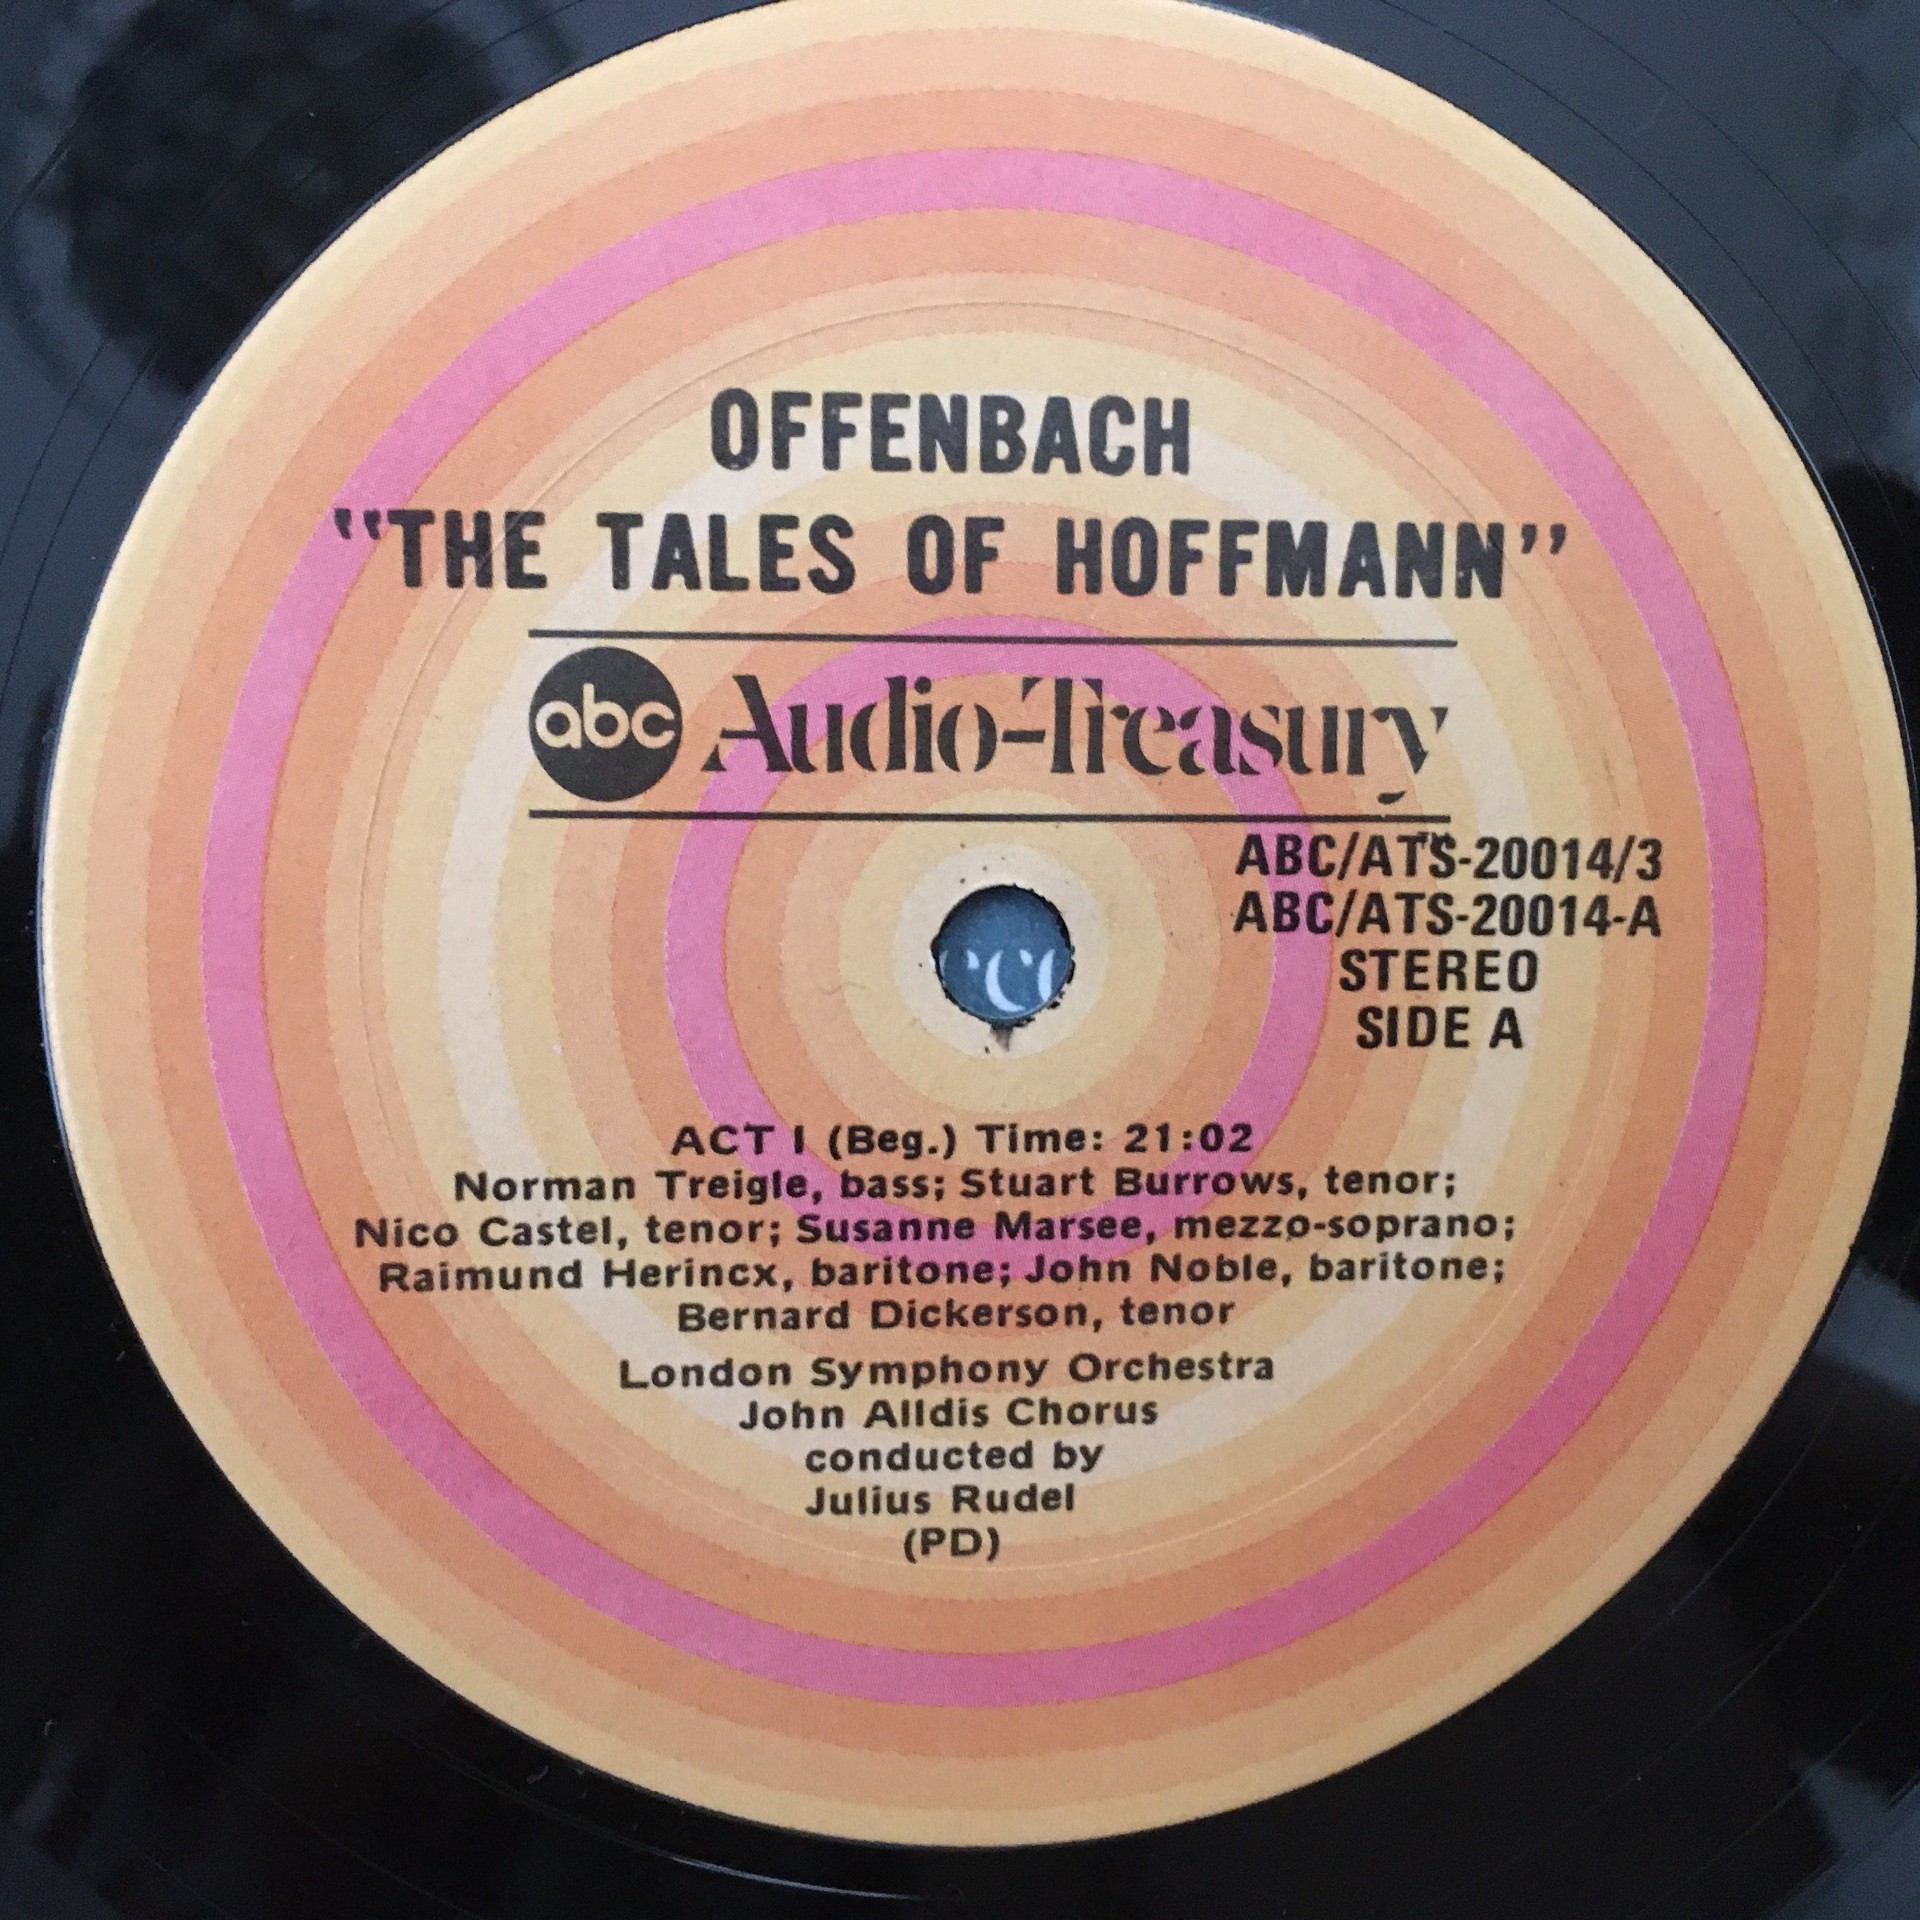 OFFENBACH
"THE TALES OF HOFFMANN"
abc Audio-Treasury
ABC/ATS-20014/3
ABC/ATS-20014-A
STEREO
SIDE A
ACT I (Beg.) Time: 21:02
Norman Treigle, bass; Stuart Burrows, tenor;
Nico Castel, tenor; Susanne Marsee, mezzo-soprano;
Raimund Herincx, baritone; John Noble, baritone;
Bernard Dickerson, tenor
London Symphony Orchestra
John Alldis Chorus
conducted by
Julius Rudel
(PD)